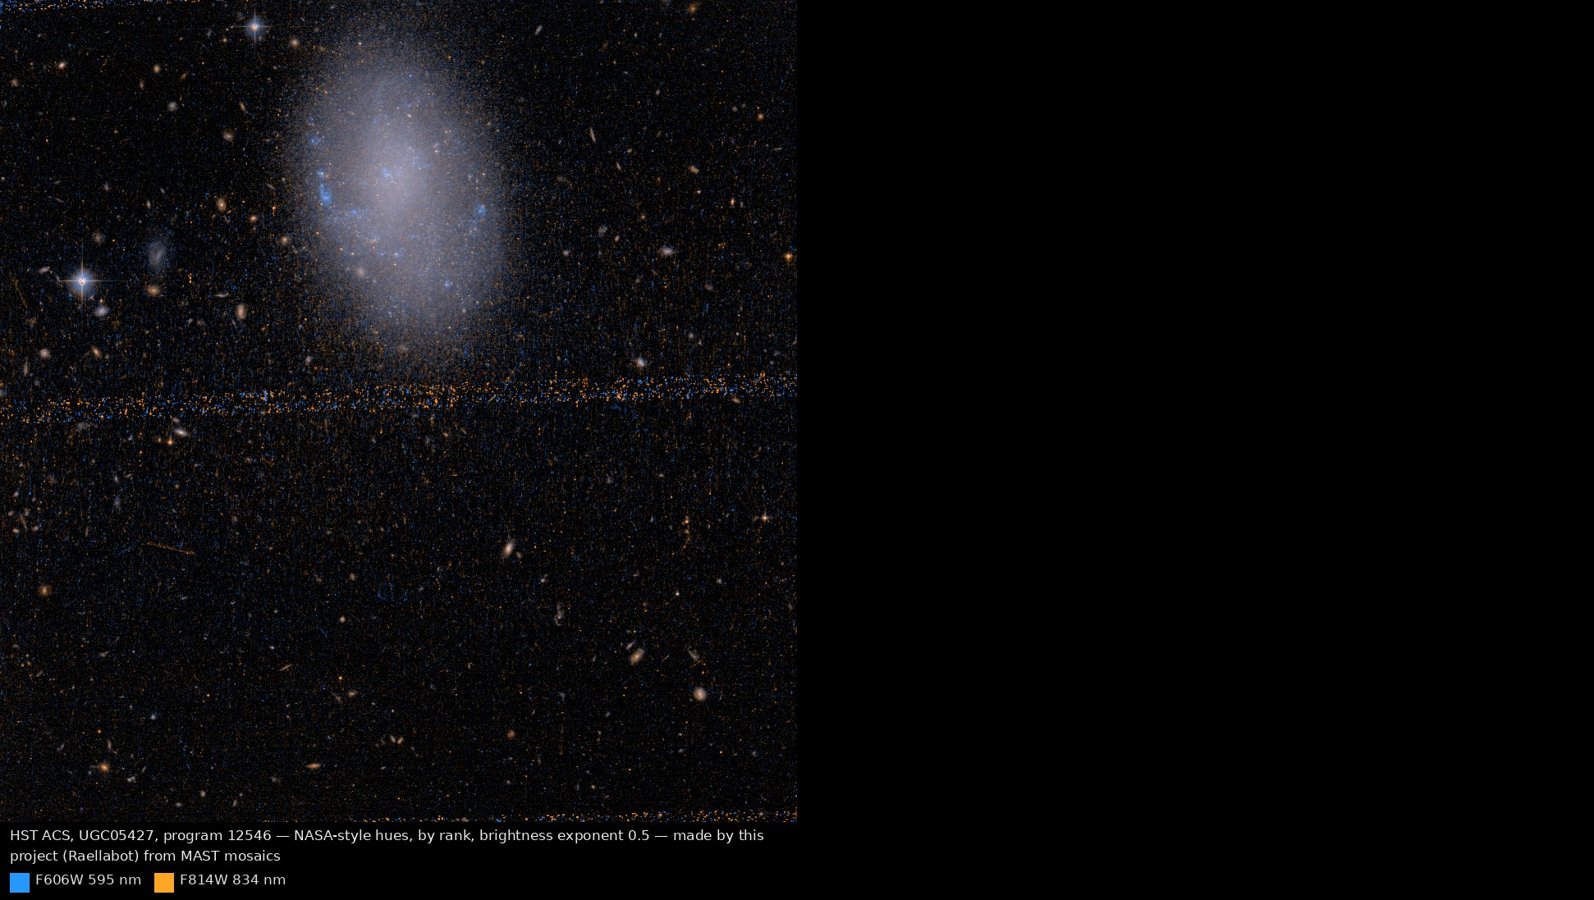 HST ACS, UGC05427, program 12546 — NASA-style hues, by rank, brightness exponent 0.5 — made by this
project (Raellabot) from MAST mosaics
F606W 595 nm F814W 834 nm